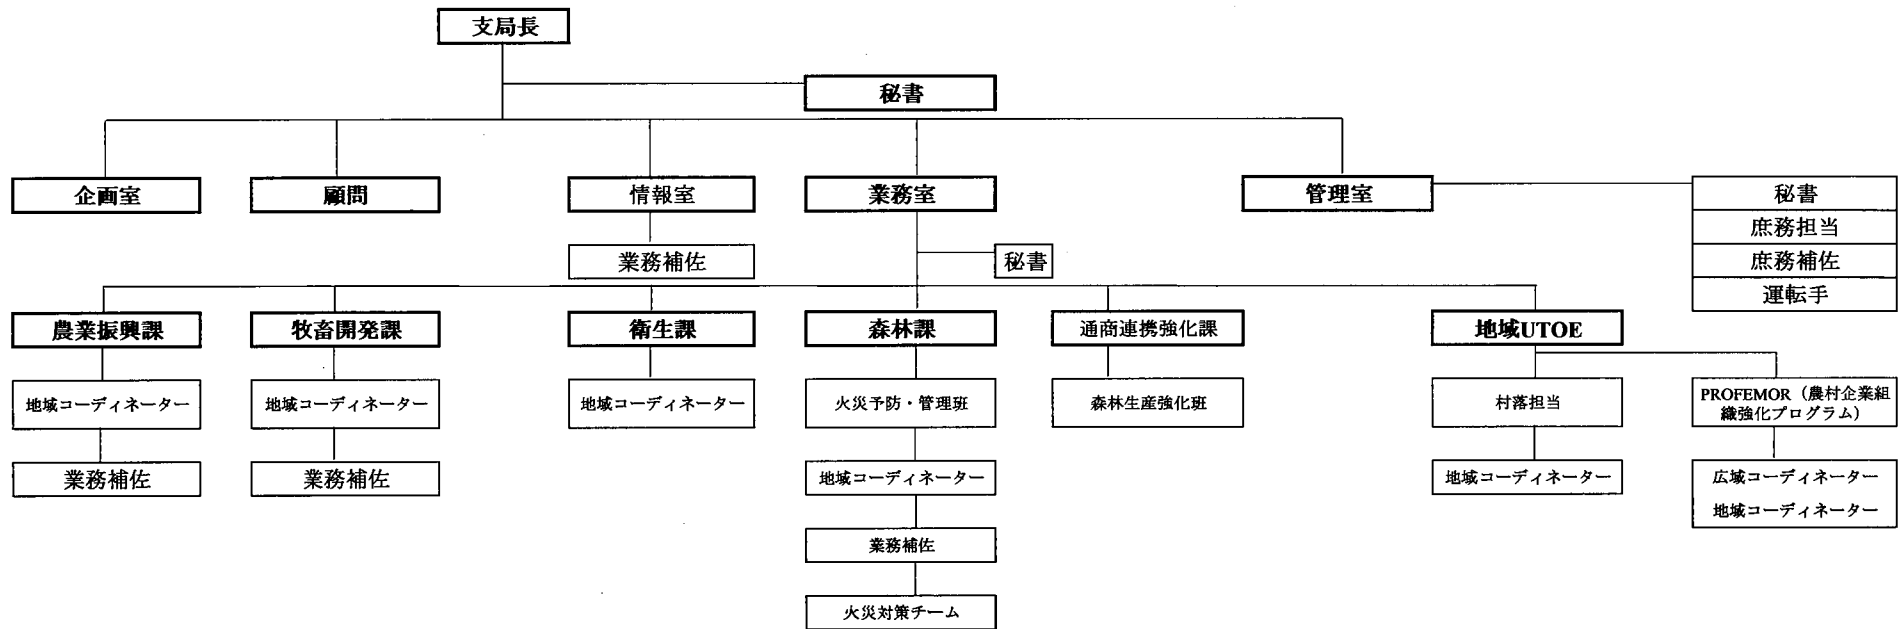 支局長
秘書
企画室
顧問
情報室
業務室
管理室
秘書
庶務担当
庶務補佐
運転手
業務補佐
秘書
農業振興課
牧畜開発課
衛生課
森林課
通商連携強化課
地域UTOE
地域コーディネーター
地域コーディネーター
地域コーディネーター
火災予防・管理班
森林生産強化班
村落担当
PROFEMOR（農村企業組
織強化プログラム）
業務補佐
業務補佐
地域コーディネーター
地域コーディネーター
広域コーディネーター
地域コーディネーター
業務補佐
火災対策チーム